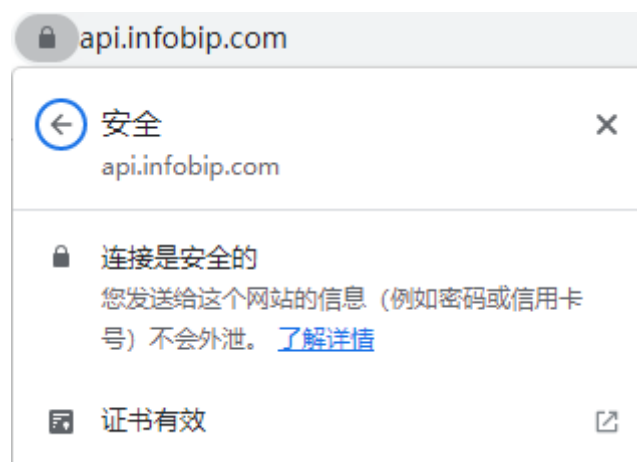 api.infobip.com
安全
api.infobip.com
连接是安全的
您发送给这个网站的信息（例如密码或信用卡
号）不会外泄。 了解详情
证书有效